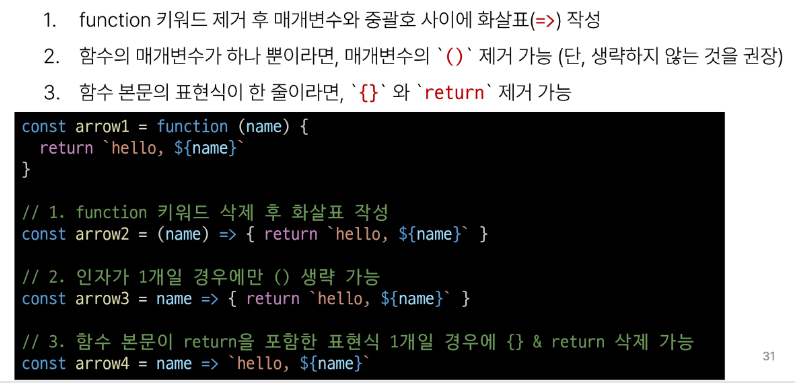 1. function 키워드 제거 후 매개변수와 중괄호 사이에 화살표(=>) 작성
2. 함수의 매개변수가 하나 뿐이라면, 매개변수의 `()` 제거 가능 (단, 생략하지 않는 것을 권장)
3. 함수 본문의 표현식이 한 줄이라면, `{}` 와 `return` 제거 가능
const arrow1 = function (name) {
  return `hello, ${name}`
}
// 1. function 키워드 삭제 후 화살표 작성
const arrow2 = (name) => { return `hello, ${name}` }
// 2. 인자가 1개일 경우에만 () 생략 가능
const arrow3 = name => { return `hello, ${name}` }
// 3. 함수 본문이 return을 포함한 표현식 1개일 경우에 {} & return 삭제 가능
const arrow4 = name => `hello, ${name}`
31